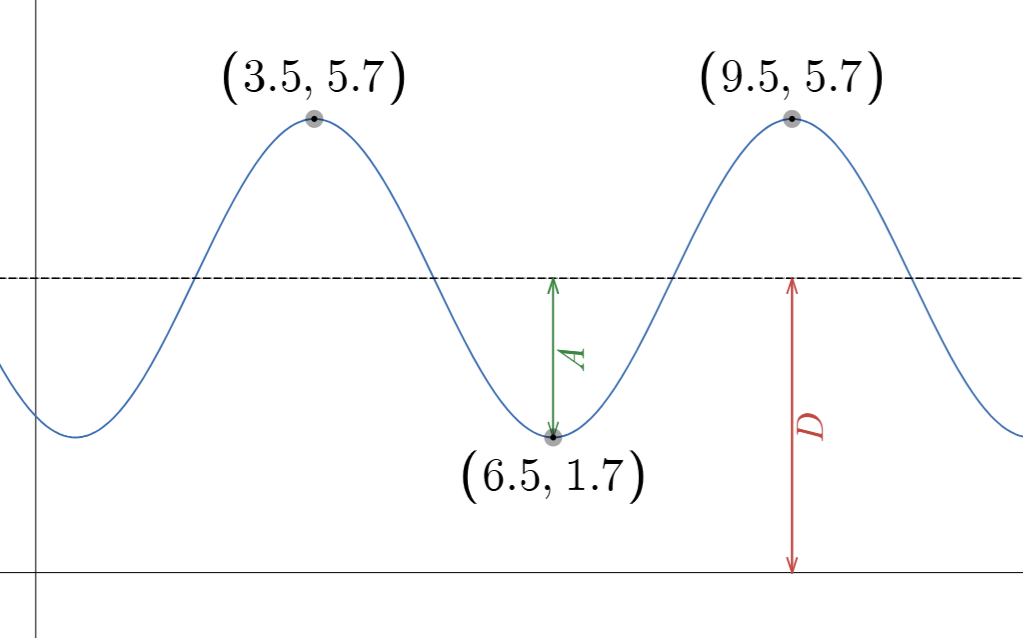 (3.5, 5.7) (9.5, 5.7)
A
D
(6.5, 1.7)